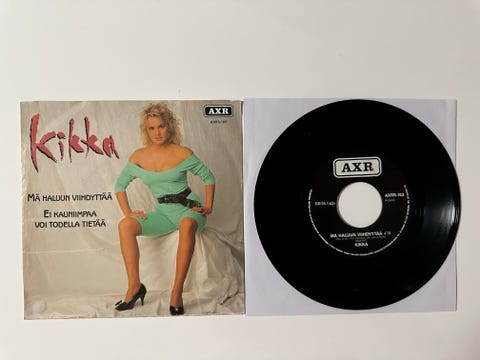 AXR
Kikka
MÄ HALUUN VIIHDYTTÄÄ
EI KAUNIIMPAA
VOI TODELLA TIETÄÄ
AXR
MÄ HALUUN VIIHDYTTÄÄ
KIKKA